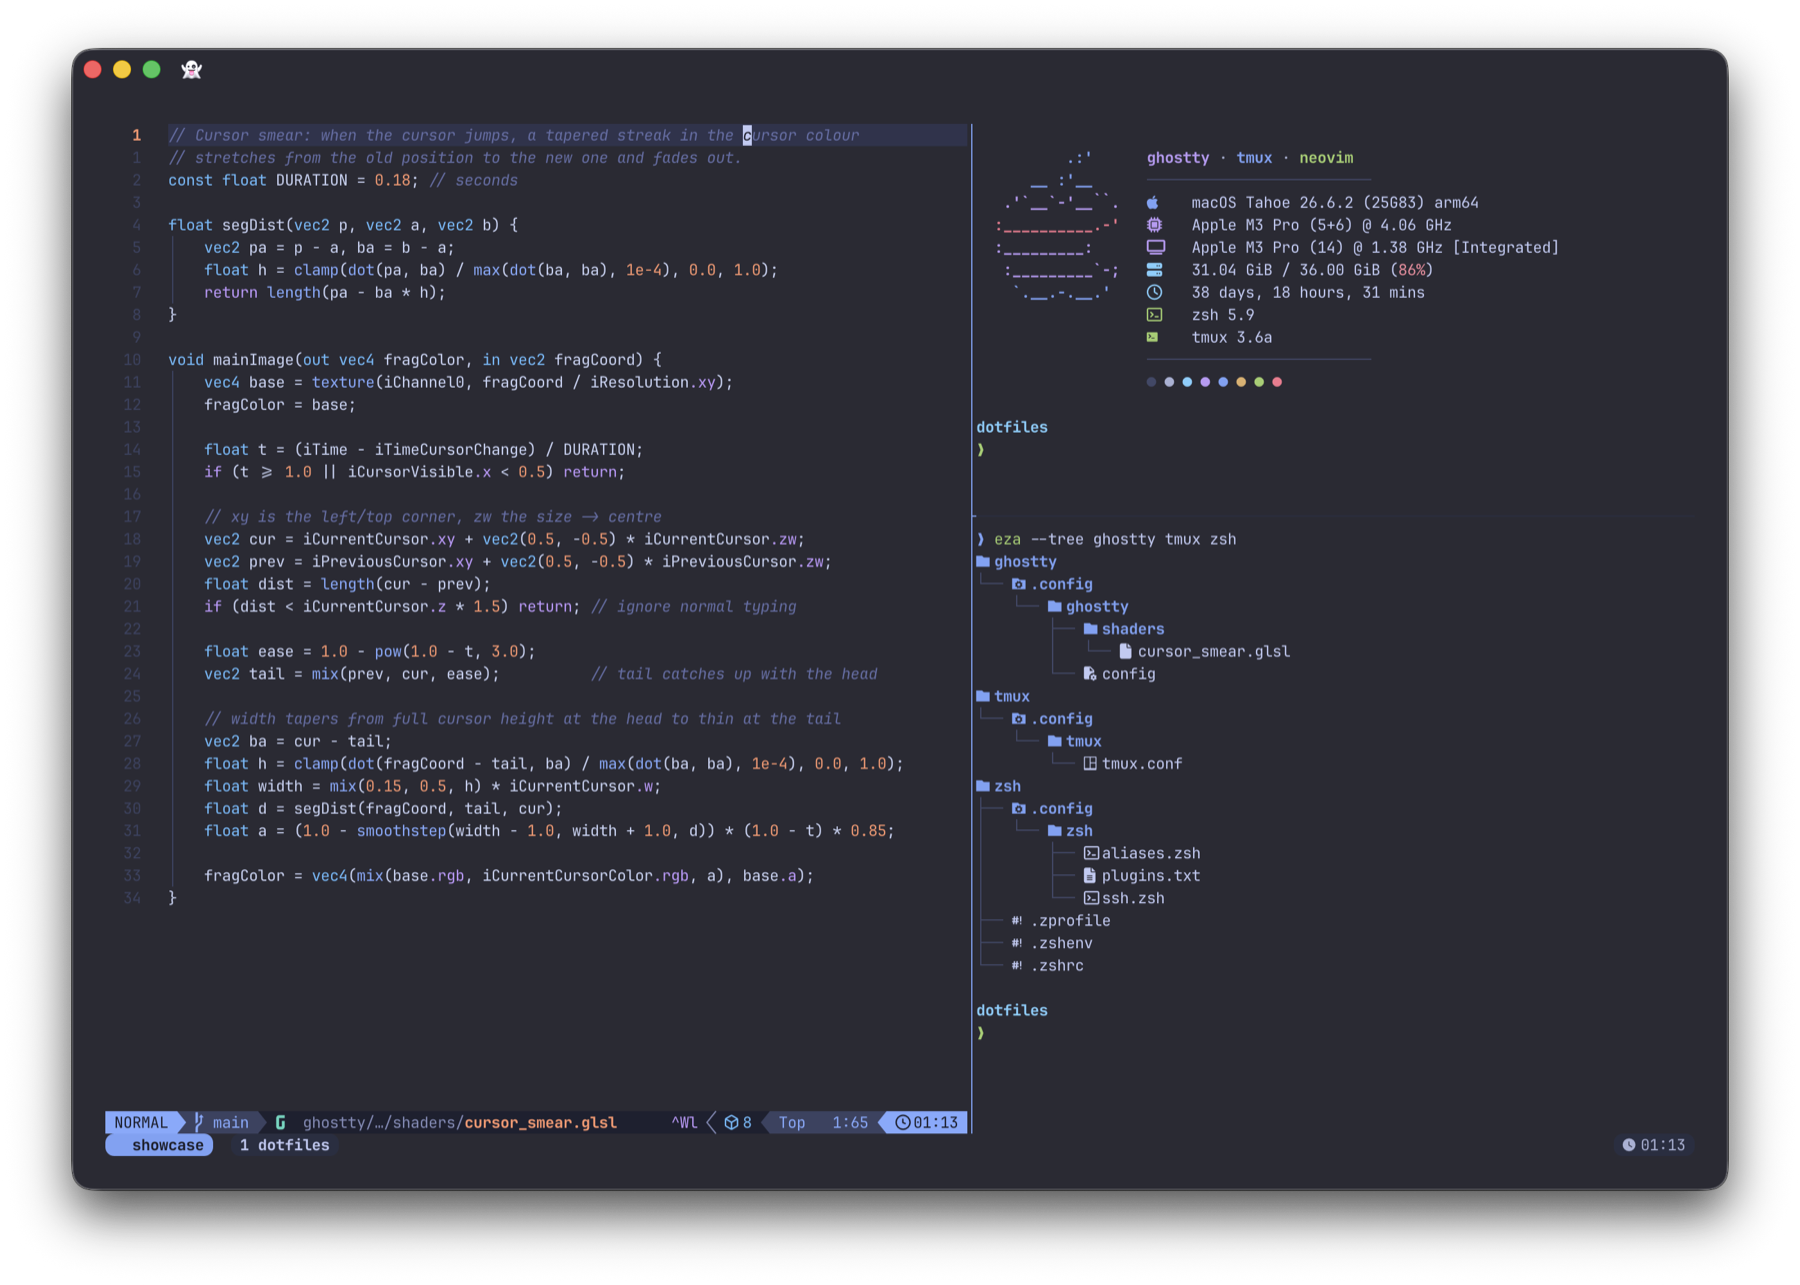 1 // Cursor smear: when the cursor jumps, a tapered streak in the cursor colour
1 // stretches from the old position to the new one and fades out.
2 const float DURATION = 0.18; // seconds
3
4 float segDist(vec2 p, vec2 a, vec2 b) {
5     vec2 pa = p - a, ba = b - a;
6     float h = clamp(dot(pa, ba) / max(dot(ba, ba), 1e-4), 0.0, 1.0);
7     return length(pa - ba * h);
8 }
9
10 void mainImage(out vec4 fragColor, in vec2 fragCoord) {
11     vec4 base = texture(iChannel0, fragCoord / iResolution.xy);
12     fragColor = base;
13
14     float t = (iTime - iTimeCursorChange) / DURATION;
15     if (t >= 1.0 || iCursorVisible.x < 0.5) return;
16
17     // xy is the left/top corner, zw the size -> centre
18     vec2 cur = iCurrentCursor.xy + vec2(0.5, -0.5) * iCurrentCursor.zw;
19     vec2 prev = iPreviousCursor.xy + vec2(0.5, -0.5) * iPreviousCursor.zw;
20     float dist = length(cur - prev);
21     if (dist < iCurrentCursor.z * 1.5) return; // ignore normal typing
22
23     float ease = 1.0 - pow(1.0 - t, 3.0);
24     vec2 tail = mix(prev, cur, ease);          // tail catches up with the head
25
26     // width tapers from full cursor height at the head to thin at the tail
27     vec2 ba = cur - tail;
28     float h = clamp(dot(fragCoord - tail, ba) / max(dot(ba, ba), 1e-4), 0.0, 1.0);
29     float width = mix(0.15, 0.5, h) * iCurrentCursor.w;
30     float d = segDist(fragCoord, tail, cur);
31     float a = (1.0 - smoothstep(width - 1.0, width + 1.0, d)) * (1.0 - t) * 0.85;
32
33     fragColor = vec4(mix(base.rgb, iCurrentCursorColor.rgb, a), base.a);
34 }
NORMAL main ghostty/…/shaders/cursor_smear.glsl ^Wl 8 Top 1:65 01:13
ghostty · tmux · neovim
macOS Tahoe 26.6.2 (25G83) arm64
Apple M3 Pro (5+6) @ 4.06 GHz
Apple M3 Pro (14) @ 1.38 GHz [Integrated]
31.04 GiB / 36.00 GiB (86%)
38 days, 18 hours, 31 mins
zsh 5.9
tmux 3.6a
dotfiles
❯
❯ eza --tree ghostty tmux zsh
ghostty
└── .config
    └── ghostty
        ├── shaders
        │   └── cursor_smear.glsl
        └── config
tmux
└── .config
    └── tmux
        └── tmux.conf
zsh
├── .config
│   └── zsh
│       ├── aliases.zsh
│       ├── plugins.txt
│       └── ssh.zsh
├── #! .zprofile
├── #! .zshenv
└── #! .zshrc
dotfiles
❯
showcase 1 dotfiles 01:13